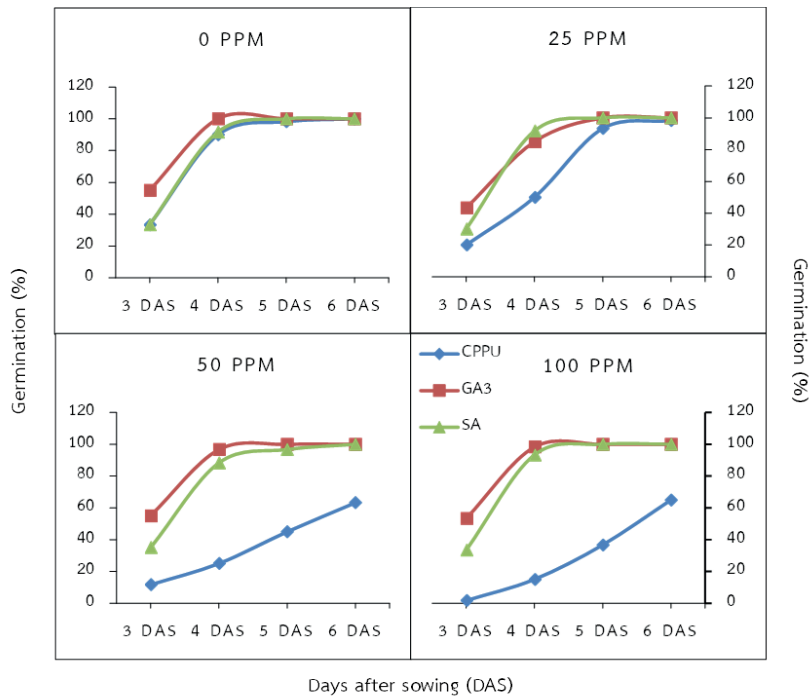 0 PPM
120
100
80
60
40
20
0
3 DAS 4 DAS 5 DAS 6 DAS
25 PPM
120
100
80
60
40
20
0
3 DAS 4 DAS 5 DAS 6 DAS
Germination (%)
Germination (%)
50 PPM
120
100
80
60
40
20
0
3 DAS 4 DAS 5 DAS 6 DAS
CPPU
GA3
SA
100 PPM
120
100
80
60
40
20
0
3 DAS 4 DAS 5 DAS 6 DAS
Days after sowing (DAS)